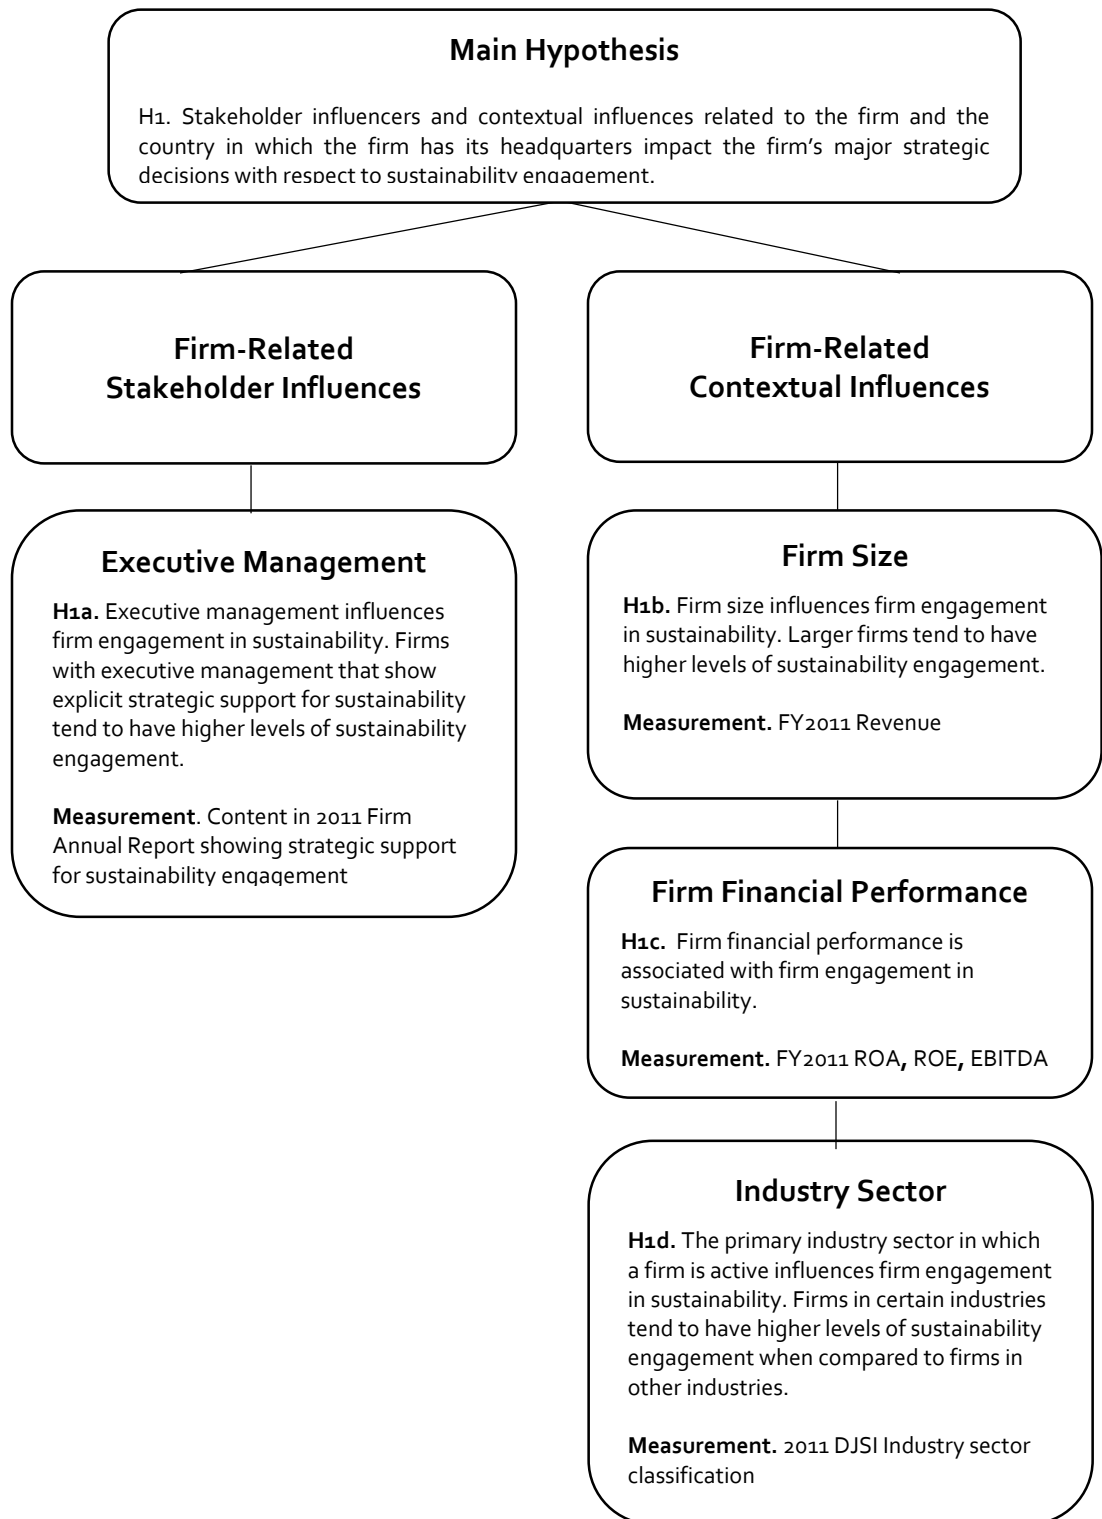 Main Hypothesis
H1. Stakeholder influencers and contextual influences related to the firm and the
country in which the firm has its headquarters impact the firm's major strategic
decisions with respect to sustainability engagement.
Firm-Related
Stakeholder Influences
Firm-Related
Contextual Influences
Executive Management
H1a. Executive management influences
firm engagement in sustainability. Firms
with executive management that show
explicit strategic support for sustainability
tend to have higher levels of sustainability
engagement.
Measurement. Content in 2011 Firm
Annual Report showing strategic support
for sustainability engagement
Firm Size
H1b. Firm size influences firm engagement
in sustainability. Larger firms tend to have
higher levels of sustainability engagement.
Measurement. FY2011 Revenue
Firm Financial Performance
H1c. Firm financial performance is
associated with firm engagement in
sustainability.
Measurement. FY2011 ROA, ROE, EBITDA
Industry Sector
H1d. The primary industry sector in which
a firm is active influences firm engagement
in sustainability. Firms in certain industries
tend to have higher levels of sustainability
engagement when compared to firms in
other industries.
Measurement. 2011 DJSI Industry sector
classification